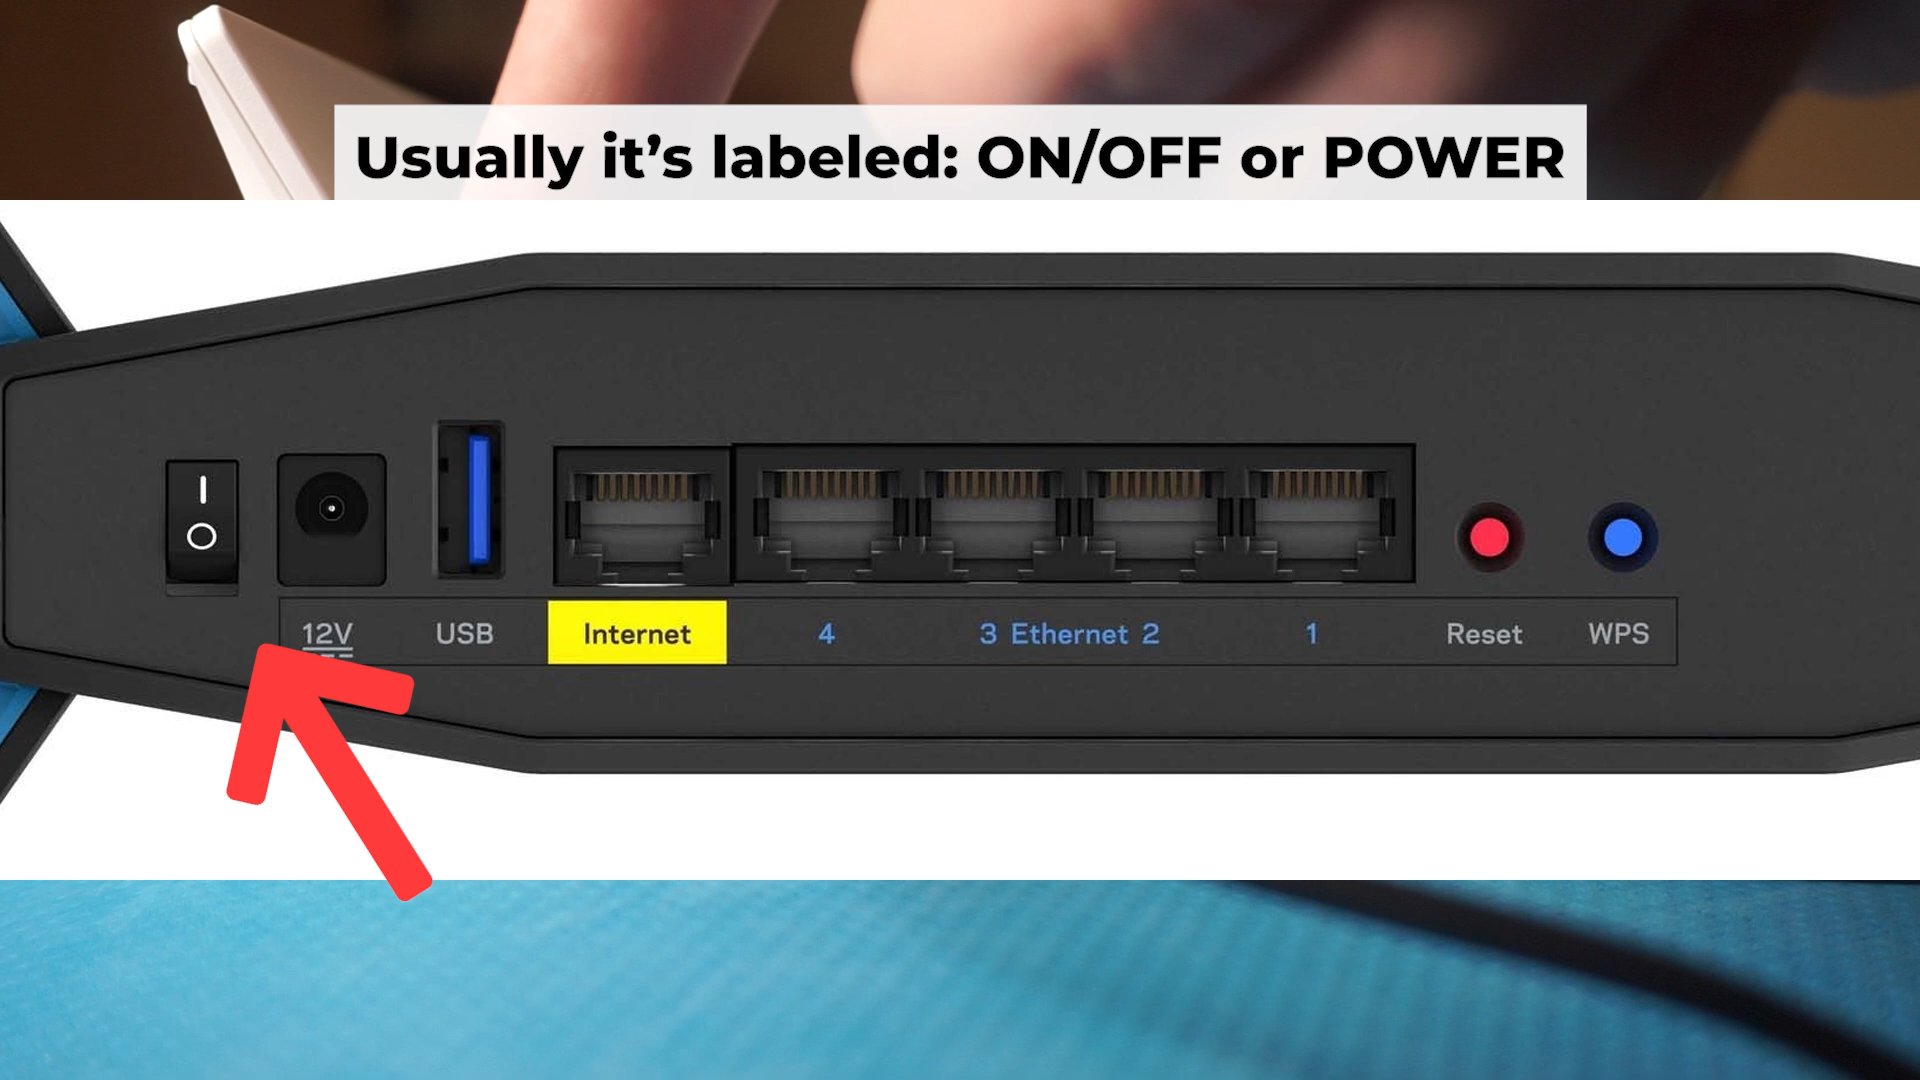 Usually it’s labeled: ON/OFF or POWER
12V USB Internet 4 3 Ethernet 2 1 Reset WPS